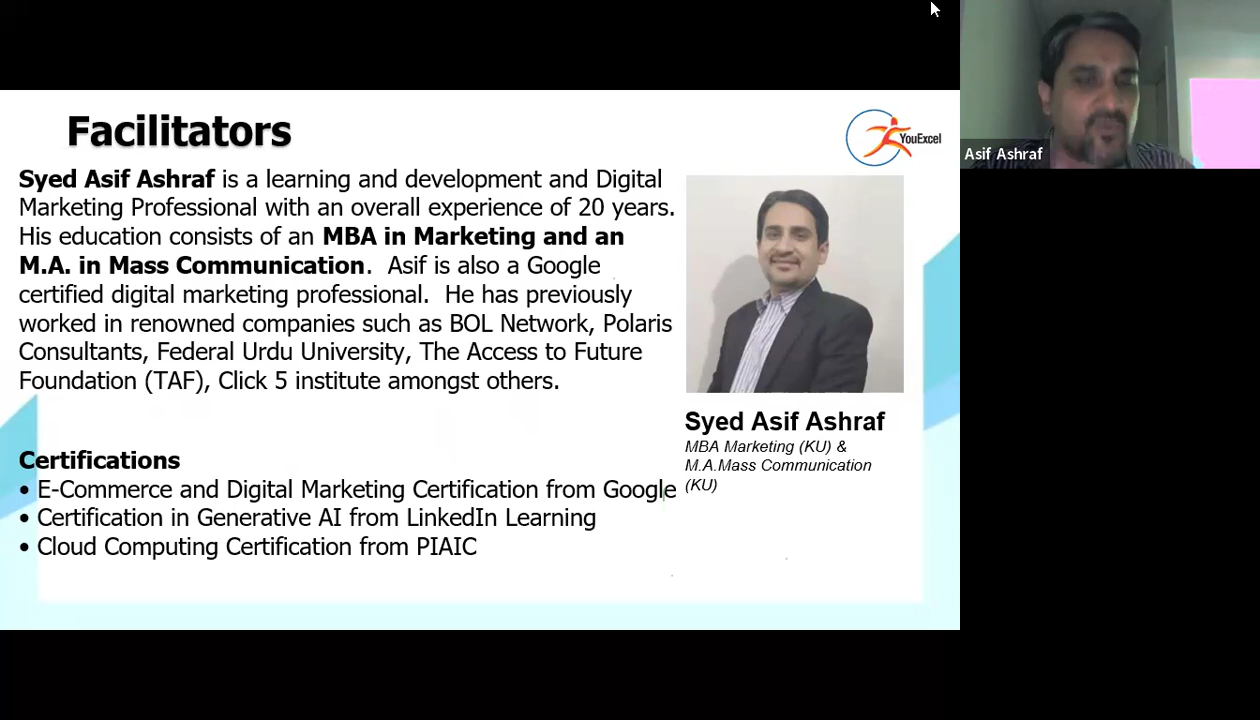 Facilitators
YouExcel
Syed Asif Ashraf is a learning and development and Digital
Marketing Professional with an overall experience of 20 years.
His education consists of an MBA in Marketing and an
M.A. in Mass Communication.  Asif is also a Google
certified digital marketing professional.  He has previously
worked in renowned companies such as BOL Network, Polaris
Consultants, Federal Urdu University, The Access to Future
Foundation (TAF), Click 5 institute amongst others.
Certifications
• E-Commerce and Digital Marketing Certification from Google
• Certification in Generative AI from LinkedIn Learning
• Cloud Computing Certification from PIAIC
Syed Asif Ashraf
MBA Marketing (KU) &
M.A.Mass Communication
(KU)
Asif Ashraf